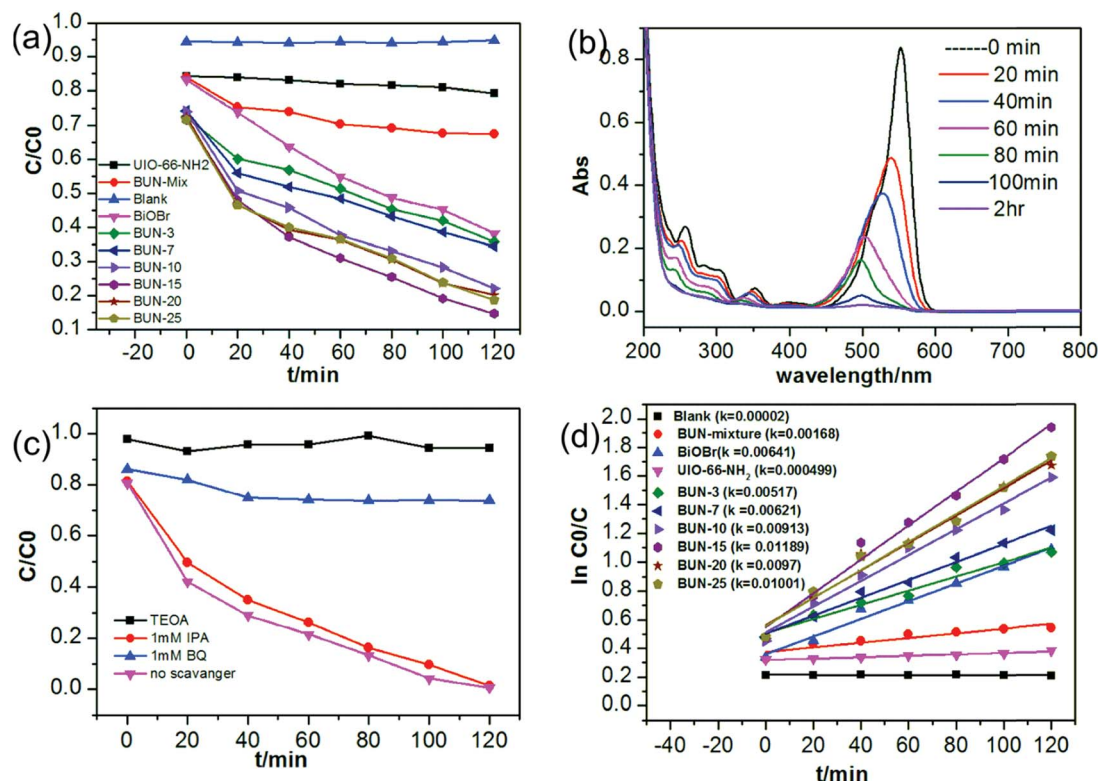 (a)
C/C0
1.0
0.9
0.8
0.7
0.6
0.5
0.4
0.3
0.2
0.1
UIO-66-NH2
BUN-Mix
Blank
BiOBr
BUN-3
BUN-7
BUN-10
BUN-15
BUN-20
BUN-25
-20 0 20 40 60 80 100 120
t/min
(b)
Abs
0.8
0.6
0.4
0.2
0.0
0 min
20 min
40min
60 min
80 min
100min
2hr
200 300 400 500 600 700 800
wavelength/nm
(c)
C/C0
1.0
0.8
0.6
0.4
0.2
0.0
TEOA
1mM IPA
1mM BQ
no scavanger
0 20 40 60 80 100 120
t/min
(d)
ln C0/C
2.0
1.8
1.6
1.4
1.2
1.0
0.8
0.6
0.4
0.2
0.0
Blank (k=0.00002)
BUN-mixture (k=0.00168)
BiOBr(k =0.00641)
UIO-66-NH2 (k=0.000499)
BUN-3 (k=0.00517)
BUN-7 (k =0.00621)
BUN-10 (k =0.00913)
BUN-15 (k= 0.01189)
BUN-20 (k= 0.0097)
BUN-25 (k=0.01001)
-40 -20 0 20 40 60 80 100 120
t/min